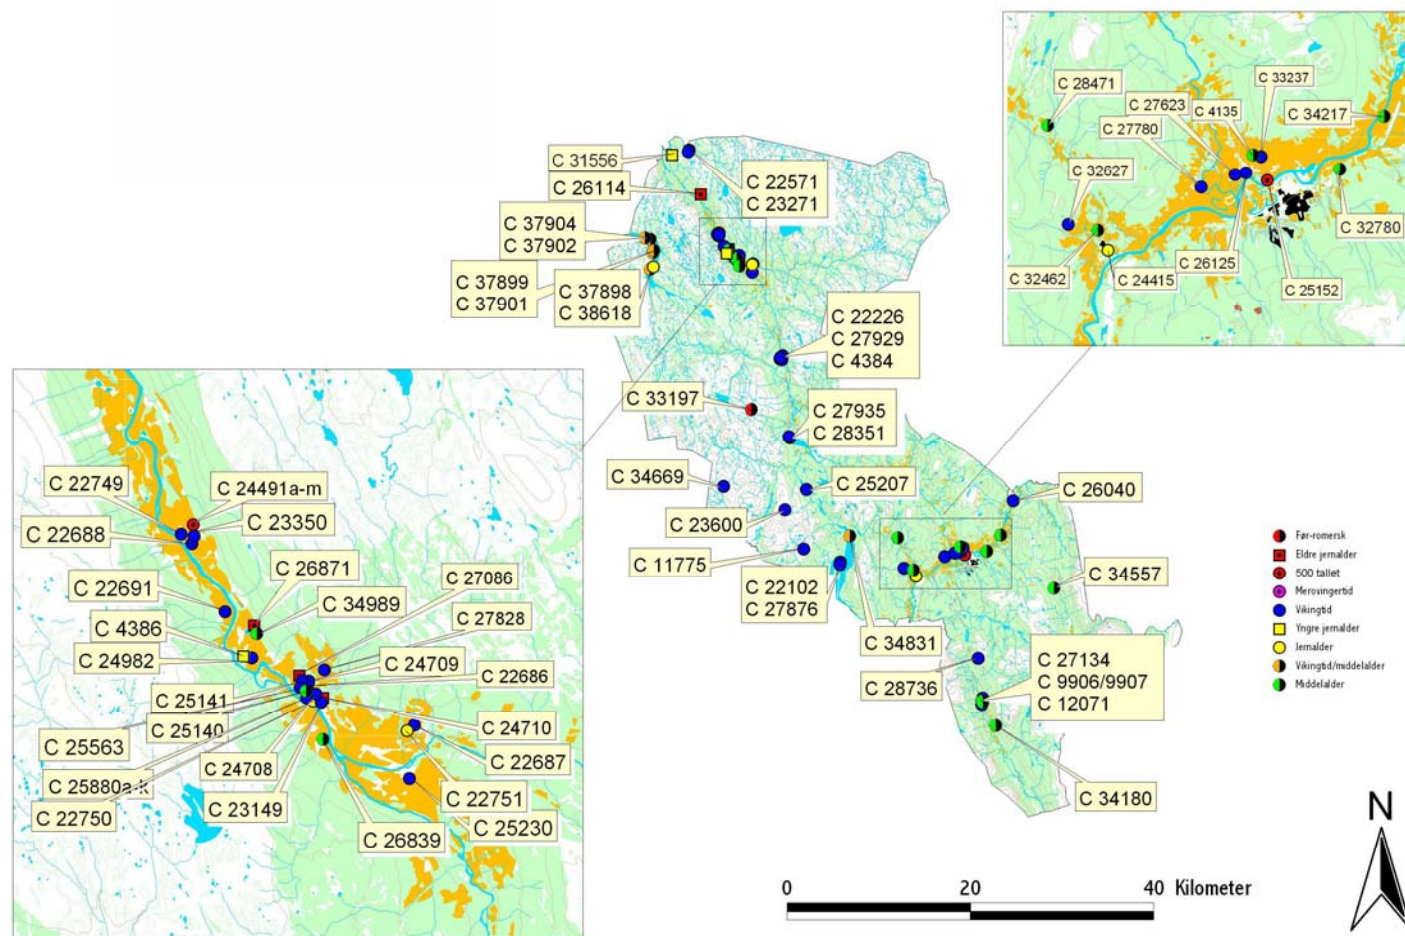 C 28471
C 33237
C 27623
C 4135
C 34217
C 27780
C 32627
C 32780
C 32462
C 24415
C 26125
C 25152
C 31556
C 26114
C 22571
C 23271
C 37904
C 37902
C 37899
C 37901
C 37898
C 38618
C 22226
C 27929
C 4384
C 33197
C 27935
C 28351
C 34669
C 25207
C 26040
C 23600
C 11775
C 22102
C 27876
C 34831
C 34557
C 28736
C 27134
C 9906/9907
C 12071
C 34180
C 22749
C 24491a-m
C 22688
C 23350
C 26871
C 27086
C 22691
C 34989
C 27828
C 4386
C 24982
C 24709
C 22686
C 25141
C 25140
C 25563
C 24710
C 24708
C 22687
C 25880a-k
C 22750
C 23149
C 22751
C 25230
C 26839
Før-romersk
Eldre jernalder
500 tallet
Merovingertid
Vikingtid
Yngre jernalder
Jernalder
Vikingtid/middelalder
Middelalder
N
0 20 40 Kilometer